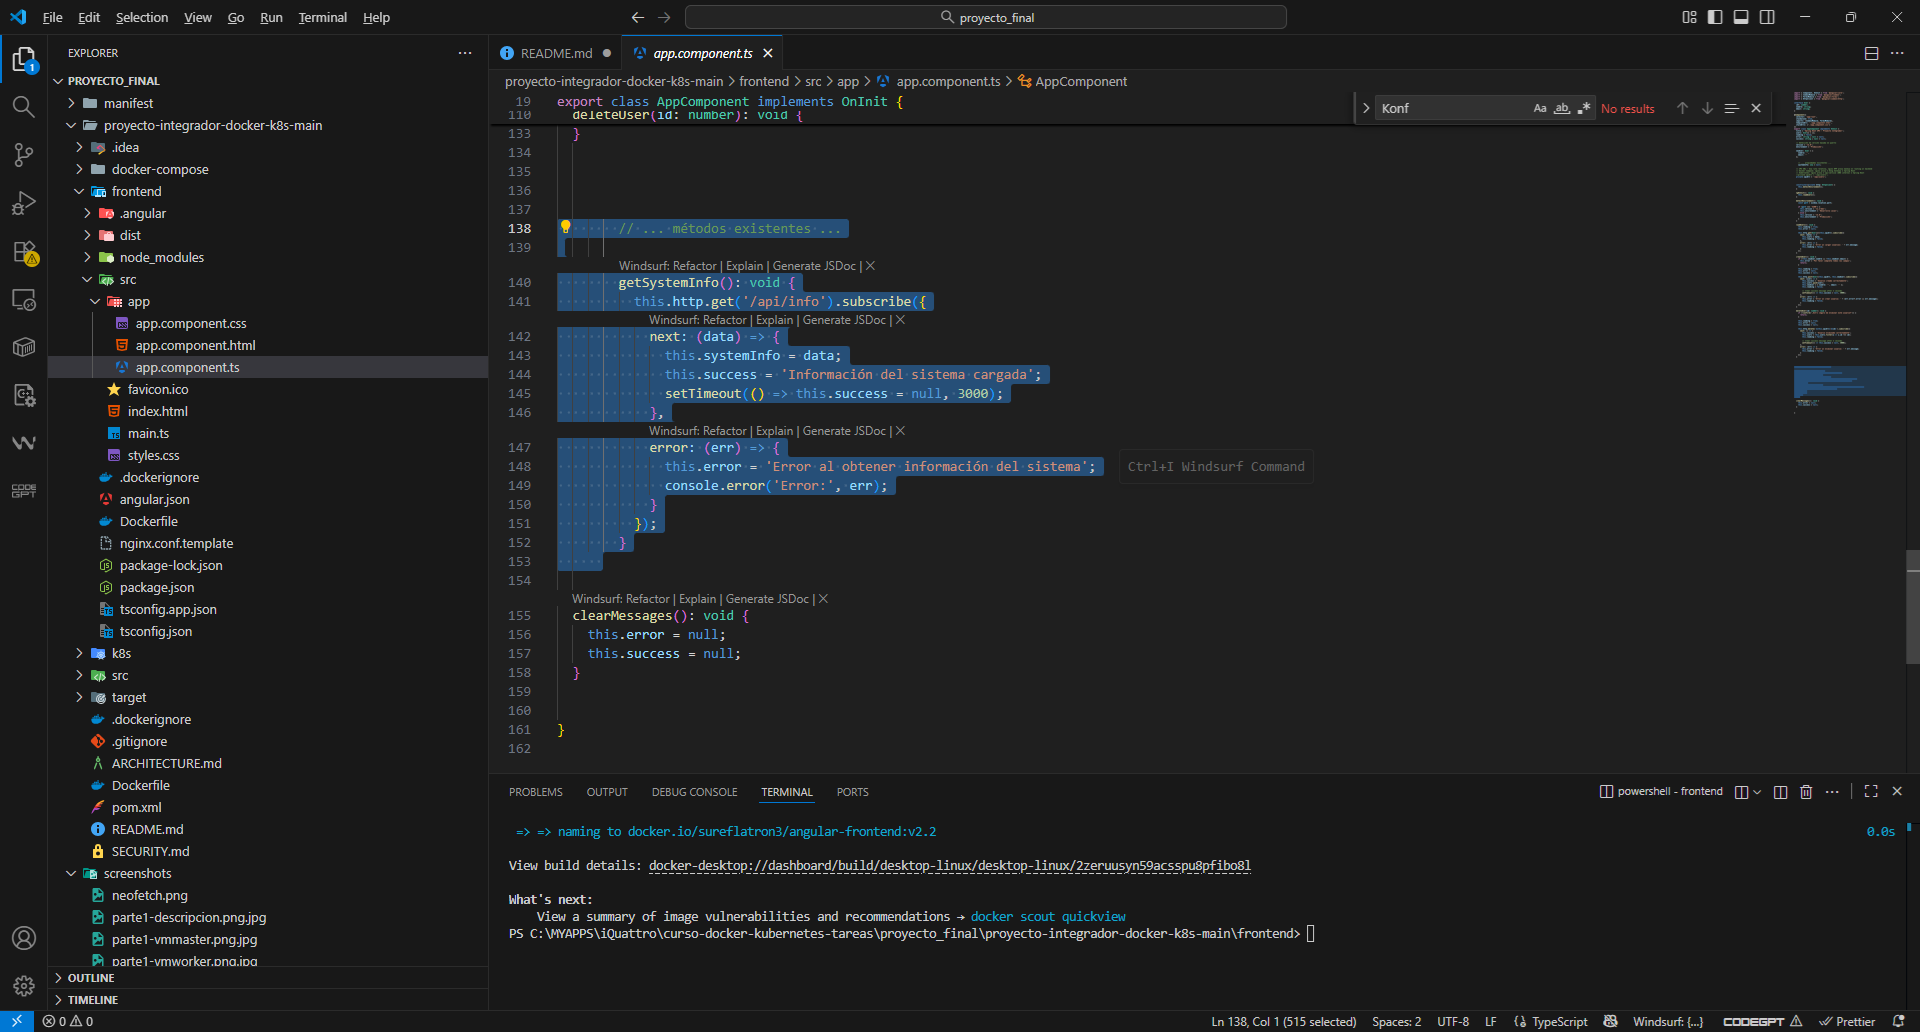 File Edit Selection View Go Run Terminal Help
proyecto_final
EXPLORER
PROYECTO_FINAL
manifest
proyecto-integrador-docker-k8s-main
.idea
docker-compose
frontend
.angular
dist
node_modules
src
app
app.component.css
app.component.html
app.component.ts
favicon.ico
index.html
main.ts
styles.css
.dockerignore
angular.json
Dockerfile
nginx.conf.template
package-lock.json
package.json
tsconfig.app.json
tsconfig.json
k8s
src
target
.dockerignore
.gitignore
ARCHITECTURE.md
Dockerfile
pom.xml
README.md
SECURITY.md
screenshots
neofetch.png
parte1-descripcion.png.jpg
parte1-vmmaster.png.jpg
parte1-vmworker.png.jpg
OUTLINE
TIMELINE
README.md
app.component.ts
proyecto-integrador-docker-k8s-main > frontend > src > app > app.component.ts > AppComponent
Konf
Aa
ab
No results
19 export class AppComponent implements OnInit {
110 deleteUser(id: number): void {
133 }
134
135
136
137
138 // ... métodos existentes ...
139
Windsurf: Refactor | Explain | Generate JSDoc | X
140 getSystemInfo(): void {
141 this.http.get('/api/info').subscribe({
Windsurf: Refactor | Explain | Generate JSDoc | X
142 next: (data) => {
143 this.systemInfo = data;
144 this.success = 'Información del sistema cargada';
145 setTimeout(() => this.success = null, 3000);
146 },
Windsurf: Refactor | Explain | Generate JSDoc | X
147 error: (err) => {
148 this.error = 'Error al obtener información del sistema';
Ctrl+I Windsurf Command
149 console.error('Error:', err);
150 }
151 });
152 }
153
154
Windsurf: Refactor | Explain | Generate JSDoc | X
155 clearMessages(): void {
156 this.error = null;
157 this.success = null;
158 }
159
160
161 }
162
PROBLEMS OUTPUT DEBUG CONSOLE TERMINAL PORTS
powershell - frontend
=> => naming to docker.io/sureflatron3/angular-frontend:v2.2 0.0s
View build details: docker-desktop://dashboard/build/desktop-linux/desktop-linux/2zeruusyn59acsspu8pfibo8l
What's next:
View a summary of image vulnerabilities and recommendations → docker scout quickview
PS C:\MYAPPS\iQuattro\curso-docker-kubernetes-tareas\proyecto_final\proyecto-integrador-docker-k8s-main\frontend>
1
CODE GPT
0 0
Ln 138, Col 1 (515 selected) Spaces: 2 UTF-8 LF {} TypeScript Windsurf: {...} CODEGPT Prettier